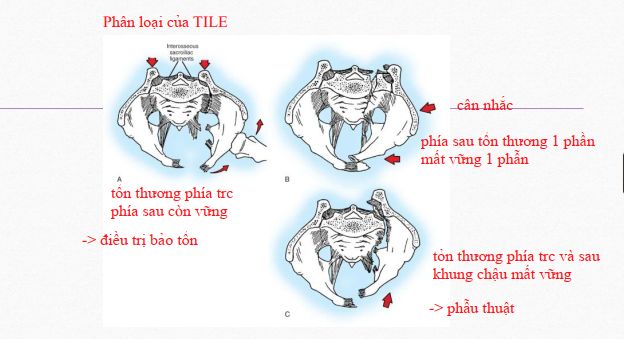 Phân loại của TILE
Interosseous
sacroiliac
ligaments
A
B
cân nhắc
phía sau tổn thương 1 phần
mất vững 1 phần
tổn thương phía trc
phía sau còn vững
-> điều trị bảo tồn
C
tổn thương phía trc và sau
khung chậu mất vững
-> phẫu thuật